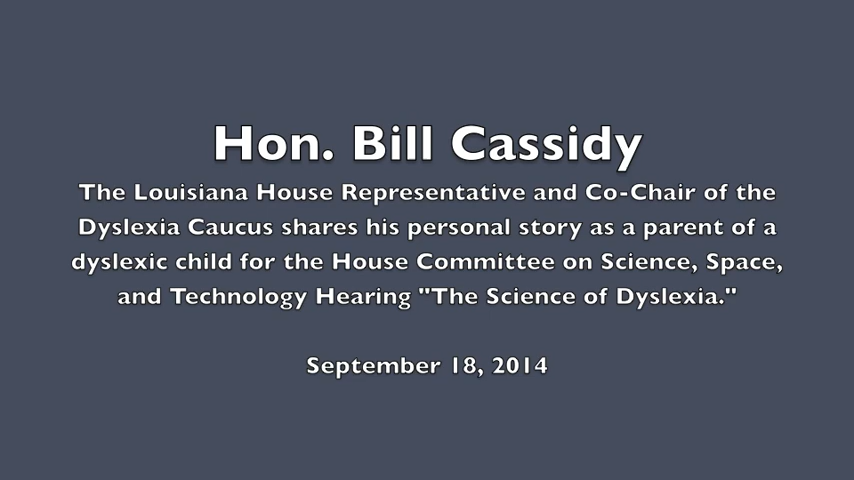 Hon. Bill Cassidy
The Louisiana House Representative and Co-Chair of the
Dyslexia Caucus shares his personal story as a parent of a
dyslexic child for the House Committee on Science, Space,
and Technology Hearing "The Science of Dyslexia."
September 18, 2014